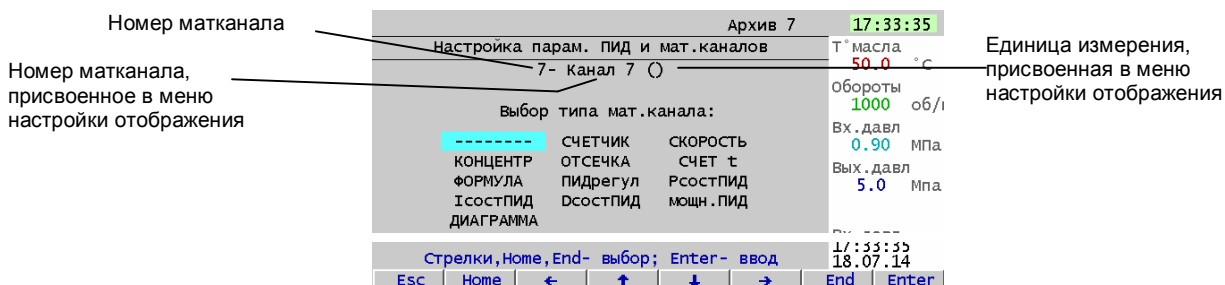 Номер матканала
Номер матканала,
присвоенное в меню
настройки отображения
Архив 7 17:33:35
Настройка парам. ПИД и мат.каналов
7- Канал 7 ()
Выбор типа мат.канала:
-------- СЧЕТЧИК СКОРОСТЬ
КОНЦЕНТР ОТСЕЧКА СЧЕТ t
ФОРМУЛА ПИДрегул РсостПИД
IсостПИД DсостПИД мощн.ПИД
ДИАГРАММА
T°масла
50.0 °C
Обороты
1000 об/
Вх.давл
0.90 МПа
Вых.давл
5.0 Мпа
Стрелки,Home,End- выбор; Enter- ввод
17:33:35
18.07.14
Esc Home ← ↑ ↓ → End Enter
Единица измерения,
присвоенная в меню
настройки отображения